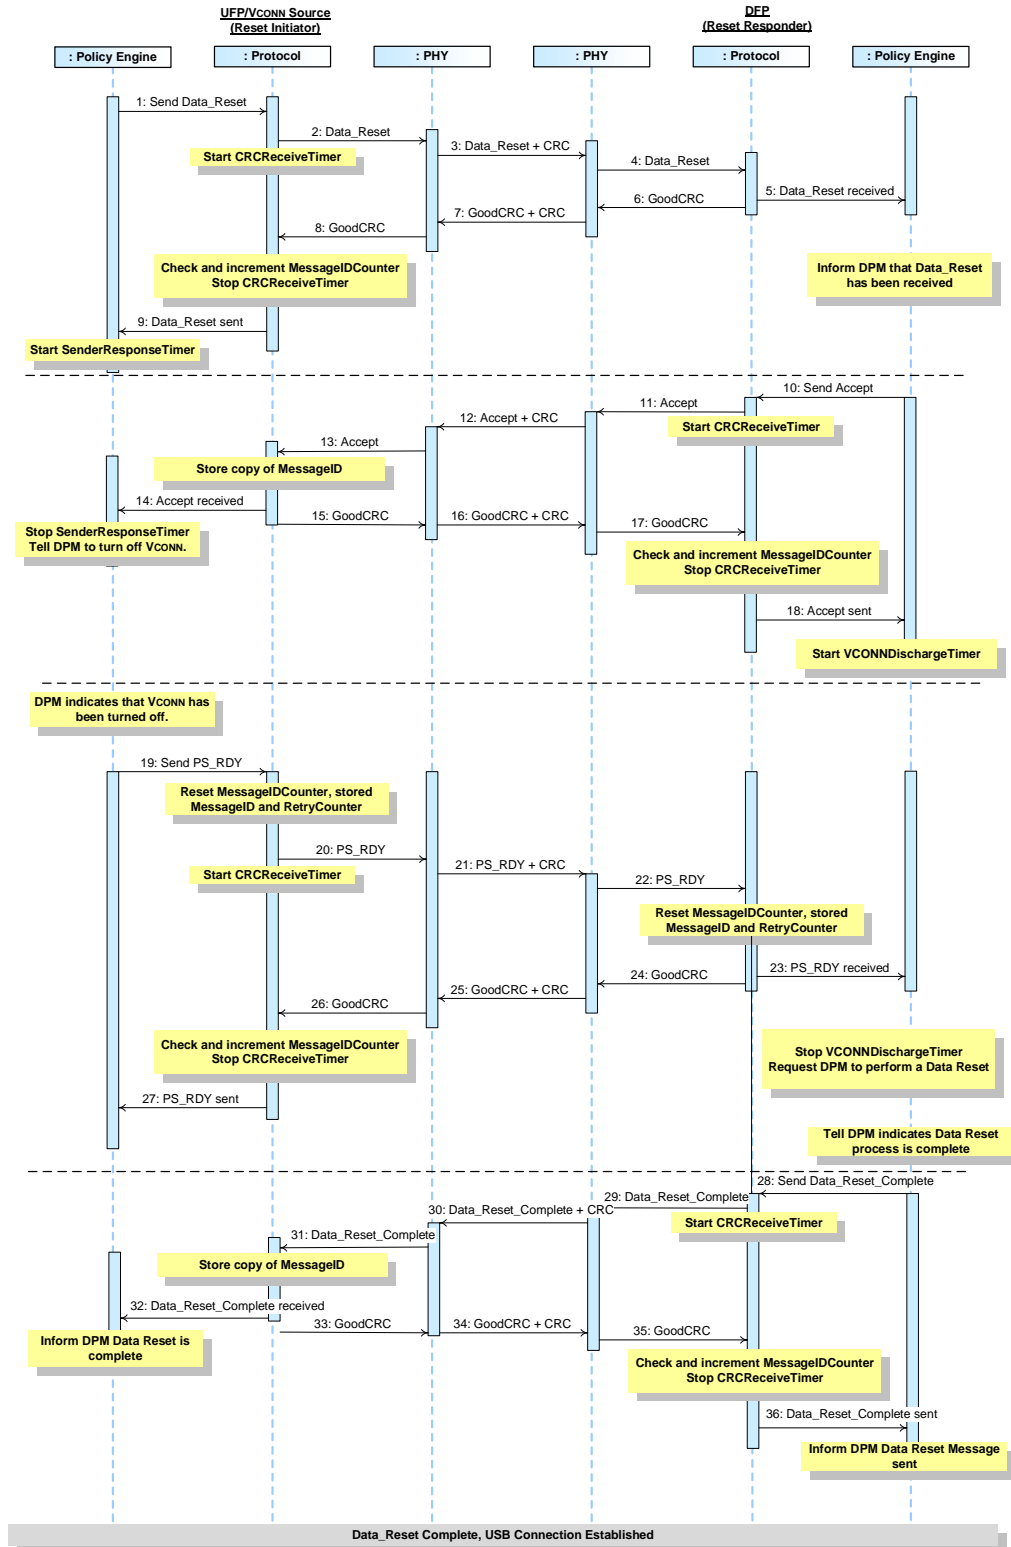 UFP/VCONN Source
(Reset Initiator)
DFP
(Reset Responder)
: Policy Engine
: Protocol
: PHY
: PHY
: Protocol
: Policy Engine
1: Send Data_Reset
2: Data_Reset
Start CRCReceiveTimer
3: Data_Reset + CRC
4: Data_Reset
5: Data_Reset received
6: GoodCRC
7: GoodCRC + CRC
8: GoodCRC
Check and increment MessageIDCounter
Stop CRCReceiveTimer
Inform DPM that Data_Reset
has been received
9: Data_Reset sent
Start SenderResponseTimer
10: Send Accept
11: Accept
Start CRCReceiveTimer
12: Accept + CRC
13: Accept
Store copy of MessageID
14: Accept received
15: GoodCRC
16: GoodCRC + CRC
17: GoodCRC
Stop SenderResponseTimer
Tell DPM to turn off VCONN.
Check and increment MessageIDCounter
Stop CRCReceiveTimer
18: Accept sent
Start VCONNDischargeTimer
DPM indicates that VCONN has
been turned off.
19: Send PS_RDY
Reset MessageIDCounter, stored
MessageID and RetryCounter
20: PS_RDY
Start CRCReceiveTimer
21: PS_RDY + CRC
22: PS_RDY
Reset MessageIDCounter, stored
MessageID and RetryCounter
23: PS_RDY received
24: GoodCRC
25: GoodCRC + CRC
26: GoodCRC
Check and increment MessageIDCounter
Stop CRCReceiveTimer
Stop VCONNDischargeTimer
Request DPM to perform a Data Reset
27: PS_RDY sent
Tell DPM indicates Data Reset
process is complete
28: Send Data_Reset_Complete
29: Data_Reset_Complete
30: Data_Reset_Complete + CRC
Start CRCReceiveTimer
31: Data_Reset_Complete
Store copy of MessageID
32: Data_Reset_Complete received
33: GoodCRC
34: GoodCRC + CRC
35: GoodCRC
Inform DPM Data Reset is
complete
Check and increment MessageIDCounter
Stop CRCReceiveTimer
36: Data_Reset_Complete sent
Inform DPM Data Reset Message
sent
Data_Reset Complete, USB Connection Established